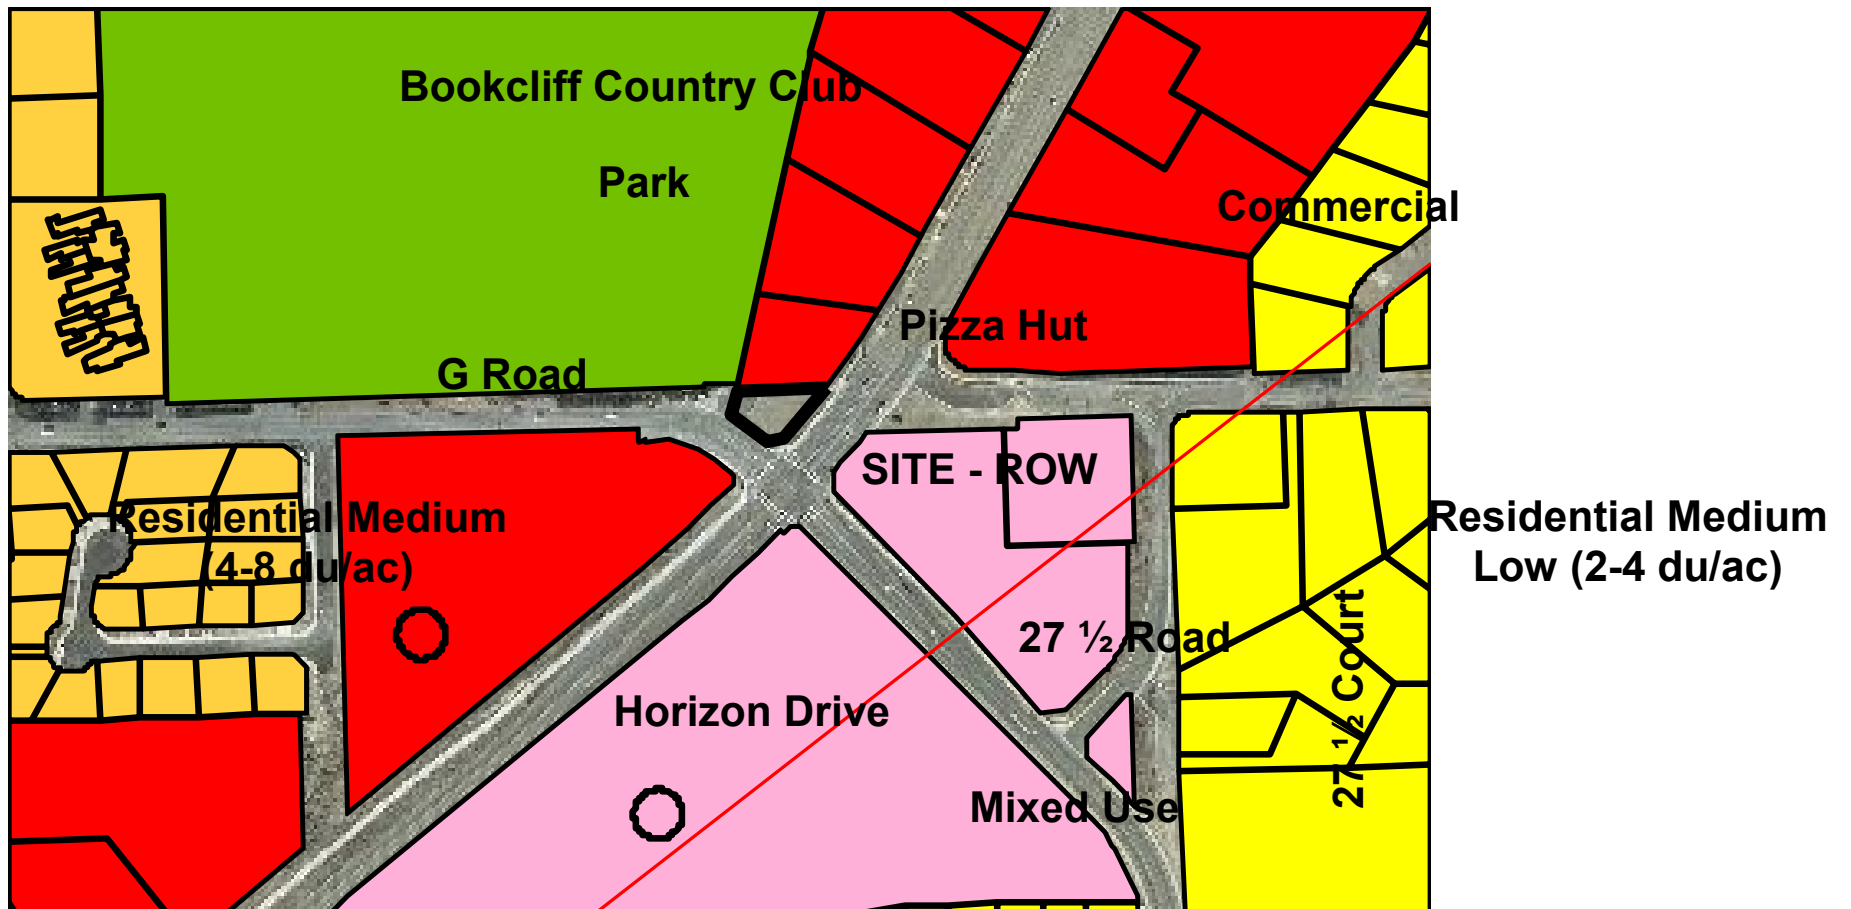 Bookcliff Country Club
Park
Commercial
Pizza Hut
G Road
SITE - ROW
Residential Medium
(4-8 du/ac)
Residential Medium
Low (2-4 du/ac)
27 ½ Road
27 ½ Court
Horizon Drive
Mixed Use